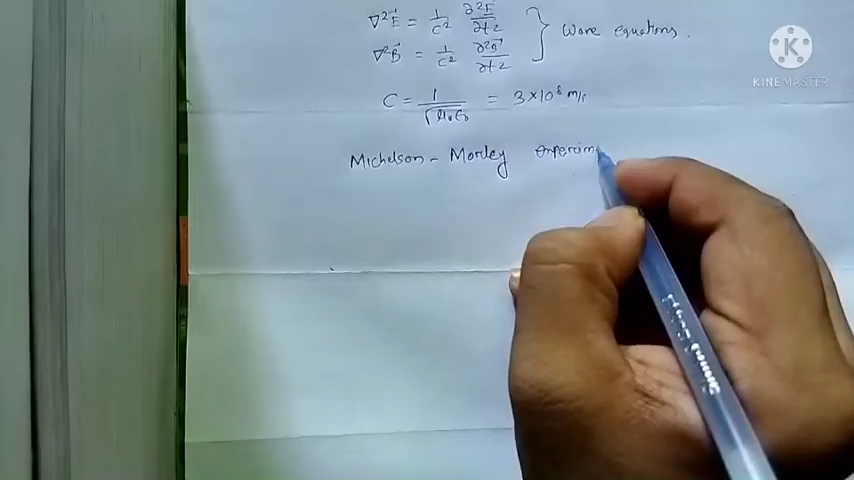 ∇²E⃗ = 1/c² ∂²E⃗/∂t²
∇²B⃗ = 1/c² ∂²B⃗/∂t² } Wave equations.
C = 1/√μ₀ε₀ = 3×10⁸ m/s
Michelson - Morley experim
KINEMASTER